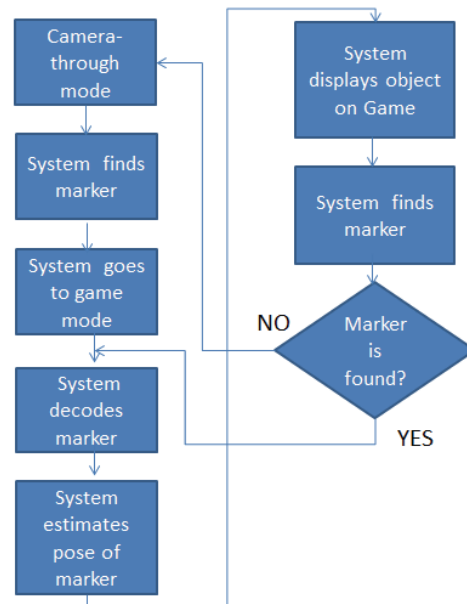 Camera-
through
mode
System finds
marker
System goes
to game
mode
System
decodes
marker
System
estimates
pose of
marker
System
displays object
on Game
System finds
marker
Marker
is
found?
NO
YES